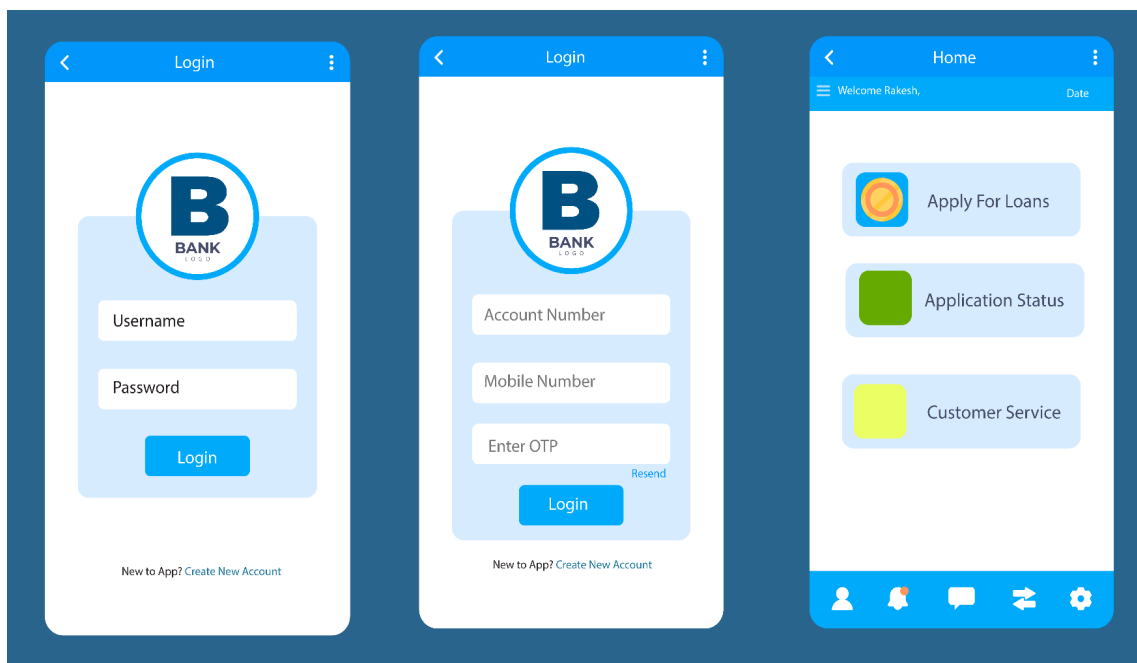 Login
B
BANK
LOGO
Username
Password
Login
New to App? Create New Account
Login
B
BANK
LOGO
Account Number
Mobile Number
Enter OTP
Resend
Login
New to App? Create New Account
Home
Welcome Rakesh,
Date
Apply For Loans
Application Status
Customer Service